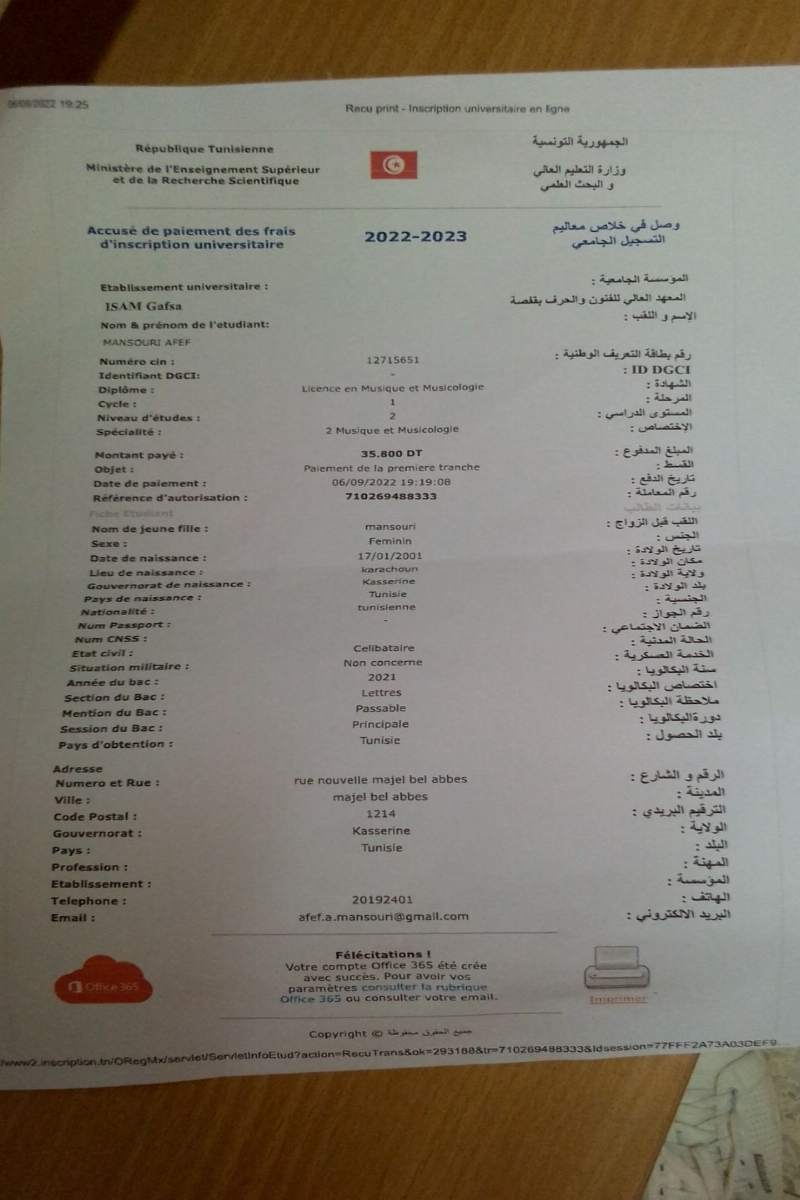 06/09/2022 19:25
Recu print - Inscription universitaire en ligne
République Tunisienne
Ministère de l'Enseignement Supérieur
et de la Recherche Scientifique
الجمهورية التونسية
وزارة التعليم العالي
و البحث العلمي
Accusé de paiement des frais
d'inscription universitaire
2022-2023
وصل في خلاص معاليم
التسجيل الجامعي
Etablissement universitaire :
المؤسسة الجامعية :
ISAM Gafsa
المعهد العالي للفنون والحرف بقفصة
Nom & prénom de l'etudiant:
الإسم و اللقب :
MANSOURI AFEF
Numéro cin : 12715651 رقم بطاقة التعريف الوطنية :
Identifiant DGCI: - ID DGCI :
Diplôme : Licence en Musique et Musicologie الشهادة :
Cycle : 1 المرحلة :
Niveau d'études : 2 المستوى الدراسي :
Spécialité : 2 Musique et Musicologie الإختصاص :
Montant payé : 35.800 DT المبلغ المدفوع :
Objet : Paiement de la premiere tranche القسط :
Date de paiement : 06/09/2022 19:19:08 تاريخ الدفع :
Référence d'autorisation : 710269488333 رقم المعاملة :
Fiche Etudiant بيانات الطالب
Nom de jeune fille : mansouri اللقب قبل الزواج :
Sexe : Feminin الجنس :
Date de naissance : 17/01/2001 تاريخ الولادة :
Lieu de naissance : karachoun مكان الولادة :
Gouvernorat de naissance : Kasserine ولاية الولادة :
Pays de naissance : Tunisie بلد الولادة :
Nationalité : tunisienne الجنسية :
Num Passport : - رقم الجواز :
Num CNSS : الضمان الاجتماعي :
Etat civil : Celibataire الحالة المدنية :
Situation militaire : Non concerne الخدمة العسكرية :
Année du bac : 2021 سنة البكالويا :
Section du Bac : Lettres اختصاص البكالويا :
Mention du Bac : Passable ملاحظة البكالويا :
Session du Bac : Principale دورةالبكالويا :
Pays d'obtention : Tunisie بلد الحصول :
Adresse
Numero et Rue : rue nouvelle majel bel abbes الرقم و الشارع :
Ville : majel bel abbes المدينة :
Code Postal : 1214 الترقيم البريدي :
Gouvernorat : Kasserine الولاية :
Pays : Tunisie البلد :
Profession : المهنة :
Etablissement : المؤسسة :
Telephone : 20192401 الهاتف :
Email : afef.a.mansouri@gmail.com البريد الالكتروني :
Office 365
Félécitations !
Votre compte Office 365 été crée
avec succès. Pour avoir vos
paramètres consulter la rubrique
Office 365 ou consulter votre email.
Imprimer
Copyright © جميع الحقوق محفوظة
/www2.inscription.tn/ORegMx/servlet/ServletInfoEtud?action=RecuTrans&ok=293188&tr=710269488333&Idsession=77FFF2A73A83DEF9...